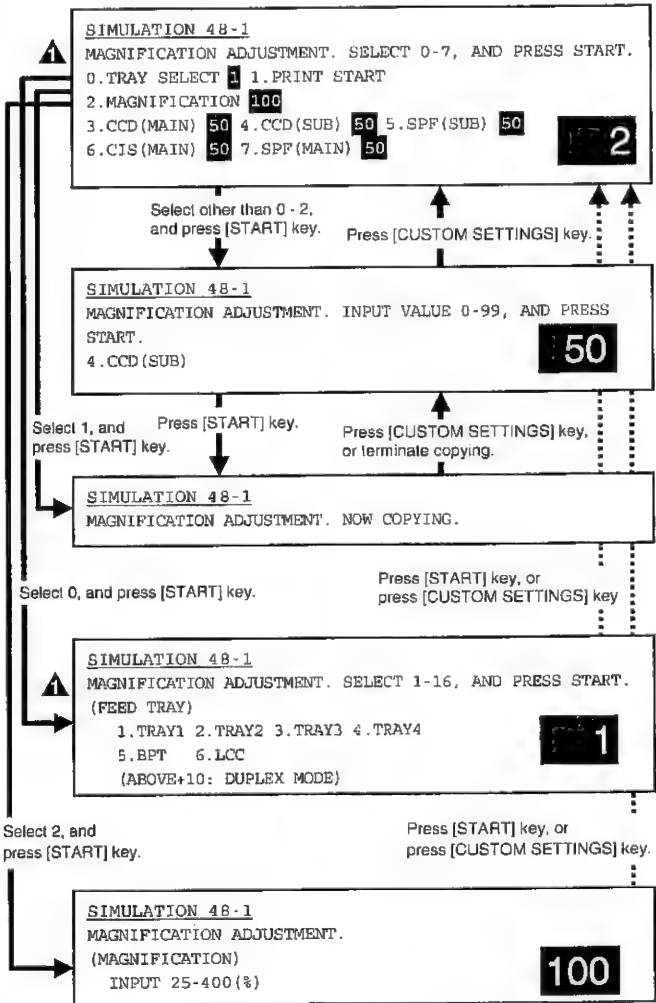 SIMULATION 48-1
1
MAGNIFICATION ADJUSTMENT. SELECT 0-7, AND PRESS START.
0.TRAY SELECT 1 1.PRINT START
2.MAGNIFICATION 100
3.CCD(MAIN) 50 4.CCD(SUB) 50 5.SPF(SUB) 50
6.CIS(MAIN) 50 7.SPF(MAIN) 50
2
Select other than 0 - 2,
and press [START] key.
Press [CUSTOM SETTINGS] key.
SIMULATION 48-1
MAGNIFICATION ADJUSTMENT. INPUT VALUE 0-99, AND PRESS
START.
4.CCD(SUB)
50
Select 1, and
press [START] key.
Press [START] key.
Press [CUSTOM SETTINGS] key,
or terminate copying.
SIMULATION 48-1
MAGNIFICATION ADJUSTMENT. NOW COPYING.
Select 0, and press [START] key.
Press [START] key, or
press [CUSTOM SETTINGS] key
SIMULATION 48-1
1
MAGNIFICATION ADJUSTMENT. SELECT 1-16, AND PRESS START.
(FEED TRAY)
1.TRAY1 2.TRAY2 3.TRAY3 4.TRAY4
5.BPT 6.LCC
(ABOVE+10: DUPLEX MODE)
1
Select 2, and
press [START] key.
Press [START] key, or
press [CUSTOM SETTINGS] key.
SIMULATION 48-1
MAGNIFICATION ADJUSTMENT.
(MAGNIFICATION)
INPUT 25-400(%)
100